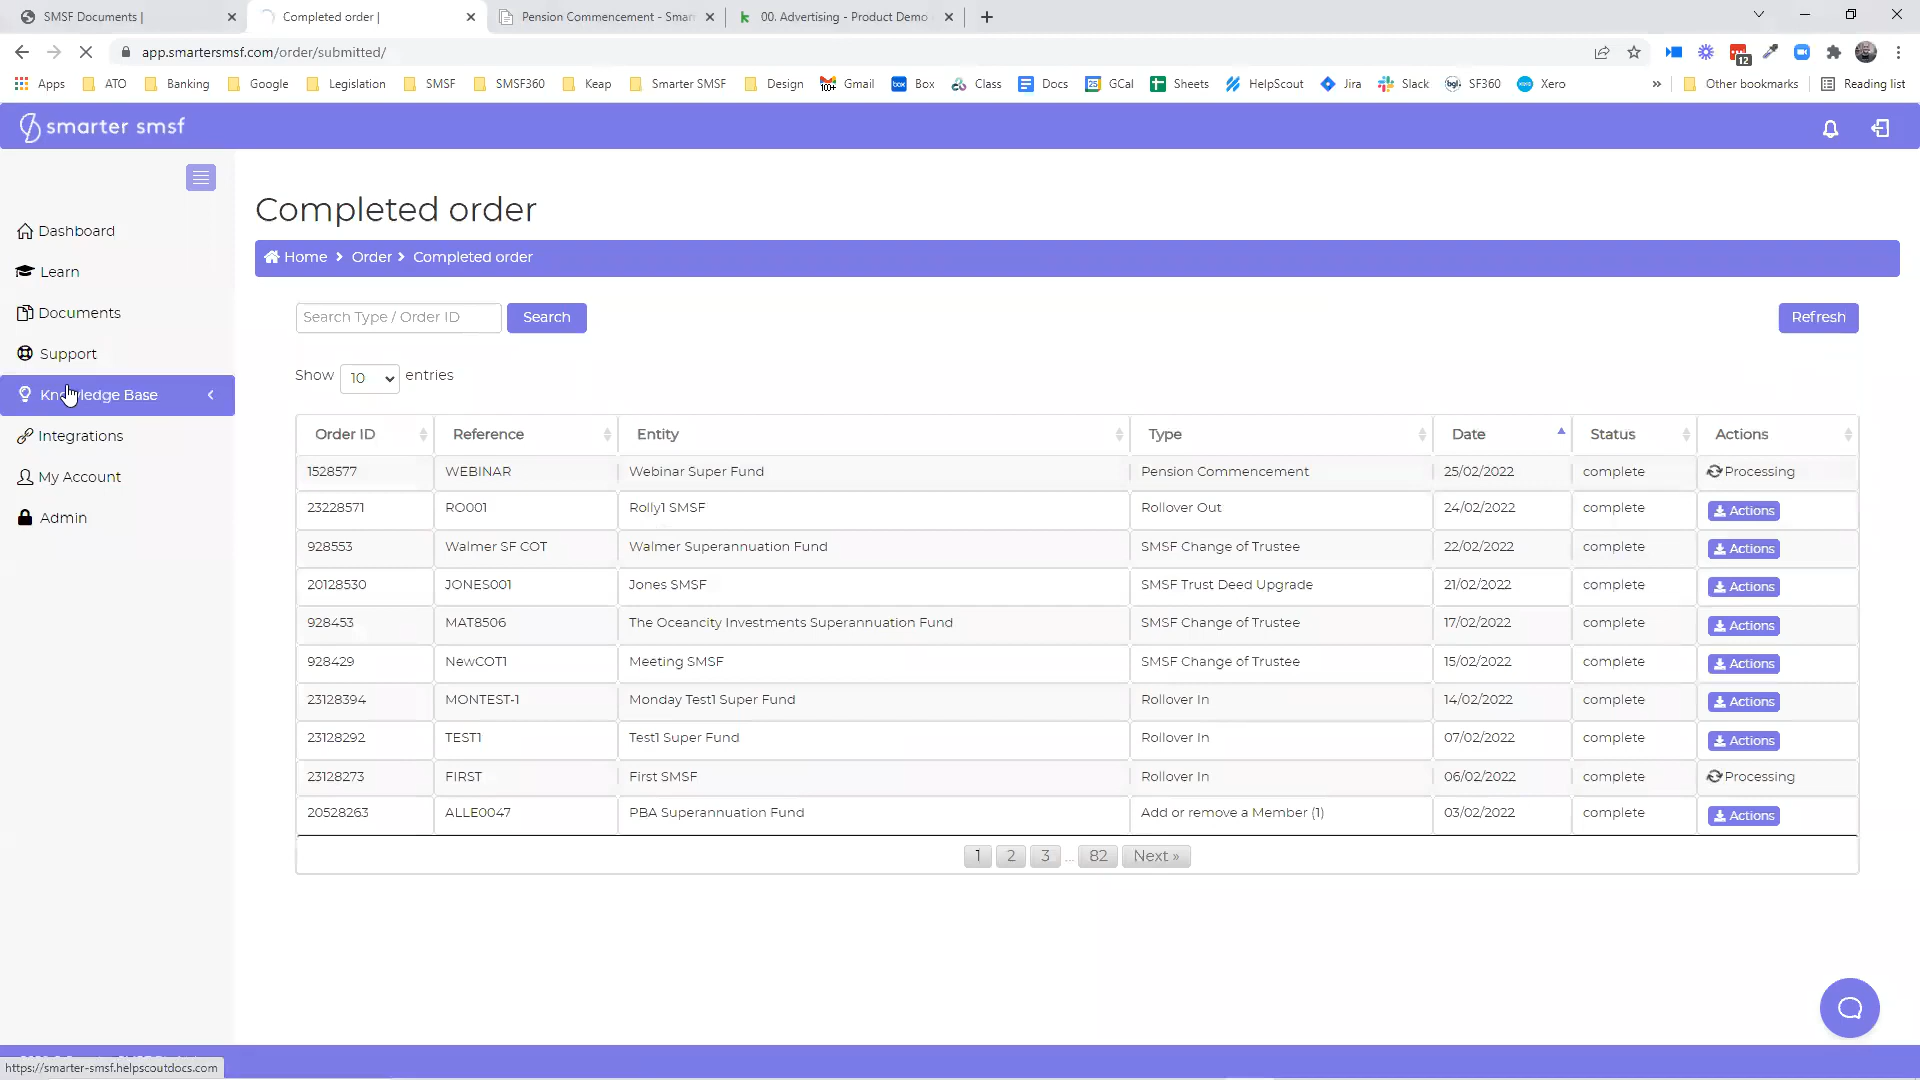 SMSF Documents |
Completed order |
Pension Commencement - Smar
00. Advertising - Product Demo
app.smartersmsf.com/order/submitted/
12
Apps ATO Banking Google Legislation SMSF SMSF360 Keap Smarter SMSF Design Gmail Box Class Docs GCal Sheets HelpScout Jira Slack SF360 Xero » Other bookmarks Reading list
smarter smsf
Dashboard
Learn
Documents
Support
Knowledge Base
Integrations
My Account
Admin
Completed order
Home > Order > Completed order
Search Type / Order ID Search Refresh
Show 10 entries
Order ID Reference Entity Type Date Status Actions
1528577 WEBINAR Webinar Super Fund Pension Commencement 25/02/2022 complete Processing
23228571 RO001 Rolly1 SMSF Rollover Out 24/02/2022 complete Actions
928553 Walmer SF COT Walmer Superannuation Fund SMSF Change of Trustee 22/02/2022 complete Actions
20128530 JONES001 Jones SMSF SMSF Trust Deed Upgrade 21/02/2022 complete Actions
928453 MAT8506 The Oceancity Investments Superannuation Fund SMSF Change of Trustee 17/02/2022 complete Actions
928429 NewCOT1 Meeting SMSF SMSF Change of Trustee 15/02/2022 complete Actions
23128394 MONTEST-1 Monday Test1 Super Fund Rollover In 14/02/2022 complete Actions
23128292 TEST1 Test1 Super Fund Rollover In 07/02/2022 complete Actions
23128273 FIRST First SMSF Rollover In 06/02/2022 complete Processing
20528263 ALLE0047 PBA Superannuation Fund Add or remove a Member (1) 03/02/2022 complete Actions
1 2 3 ... 82 Next »
https://smarter-smsf.helpscoutdocs.com